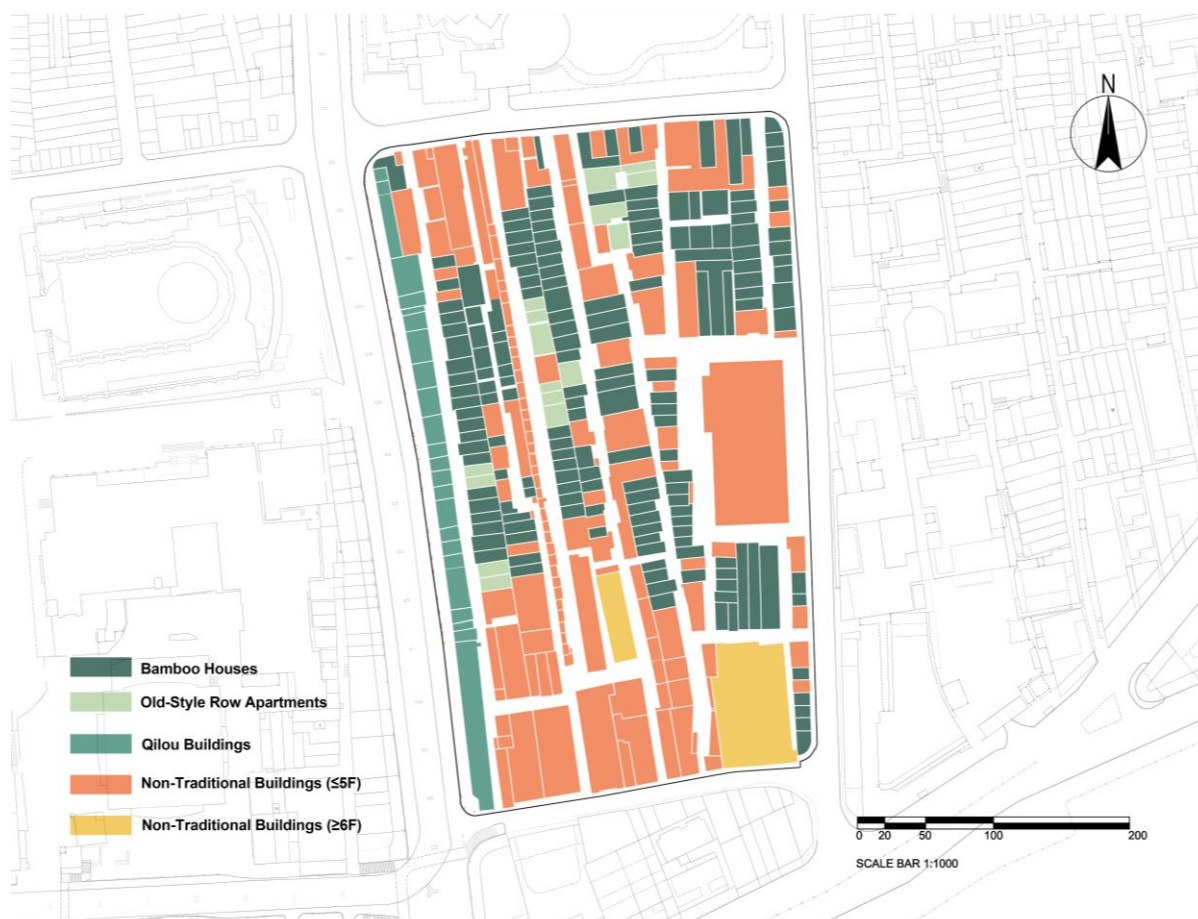 N
Bamboo Houses
Old-Style Row Apartments
Qilou Buildings
Non-Traditional Buildings (≤5F)
Non-Traditional Buildings (≥6F)
0 20 50 100 200
SCALE BAR 1:1000